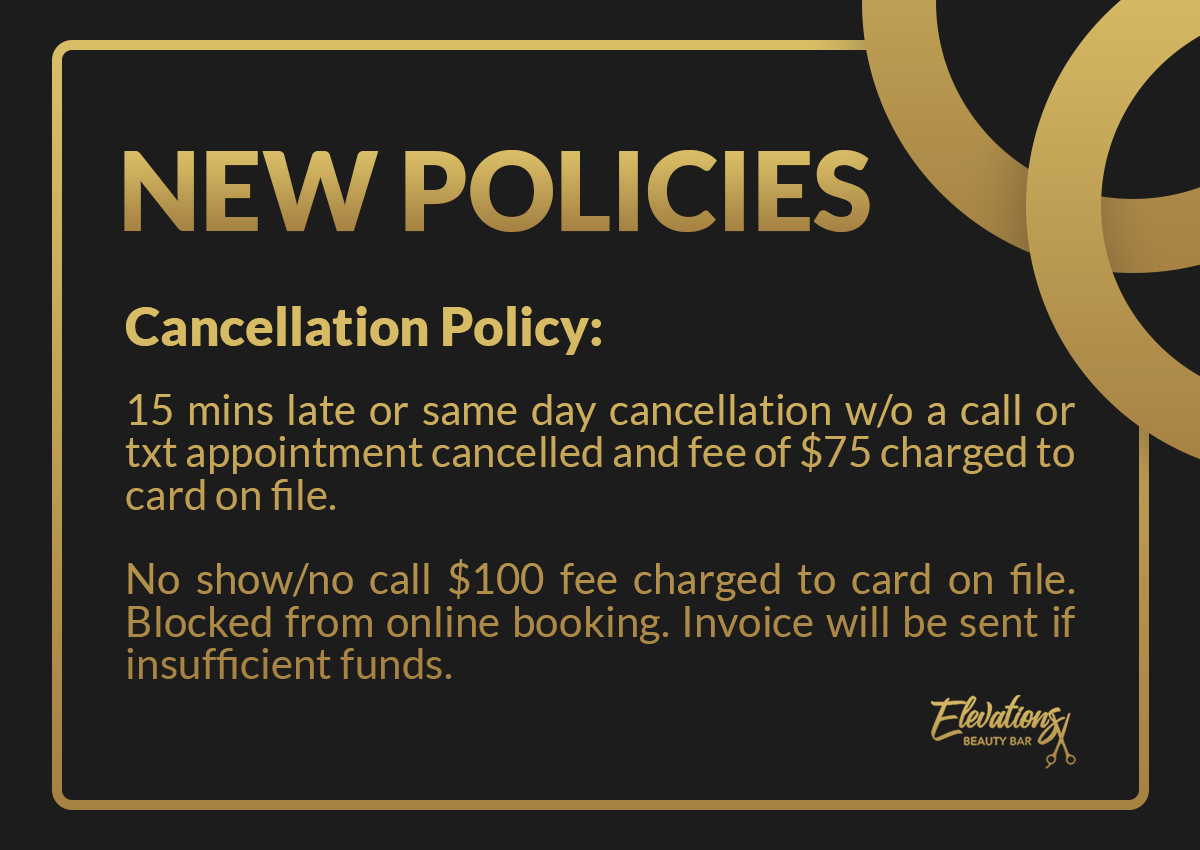 NEW POLICIES
Cancellation Policy:
15 mins late or same day cancellation w/o a call or
txt appointment cancelled and fee of $75 charged to
card on file.
No show/no call $100 fee charged to card on file.
Blocked from online booking. Invoice will be sent if
insufficient funds.
Elevations
BEAUTY BAR